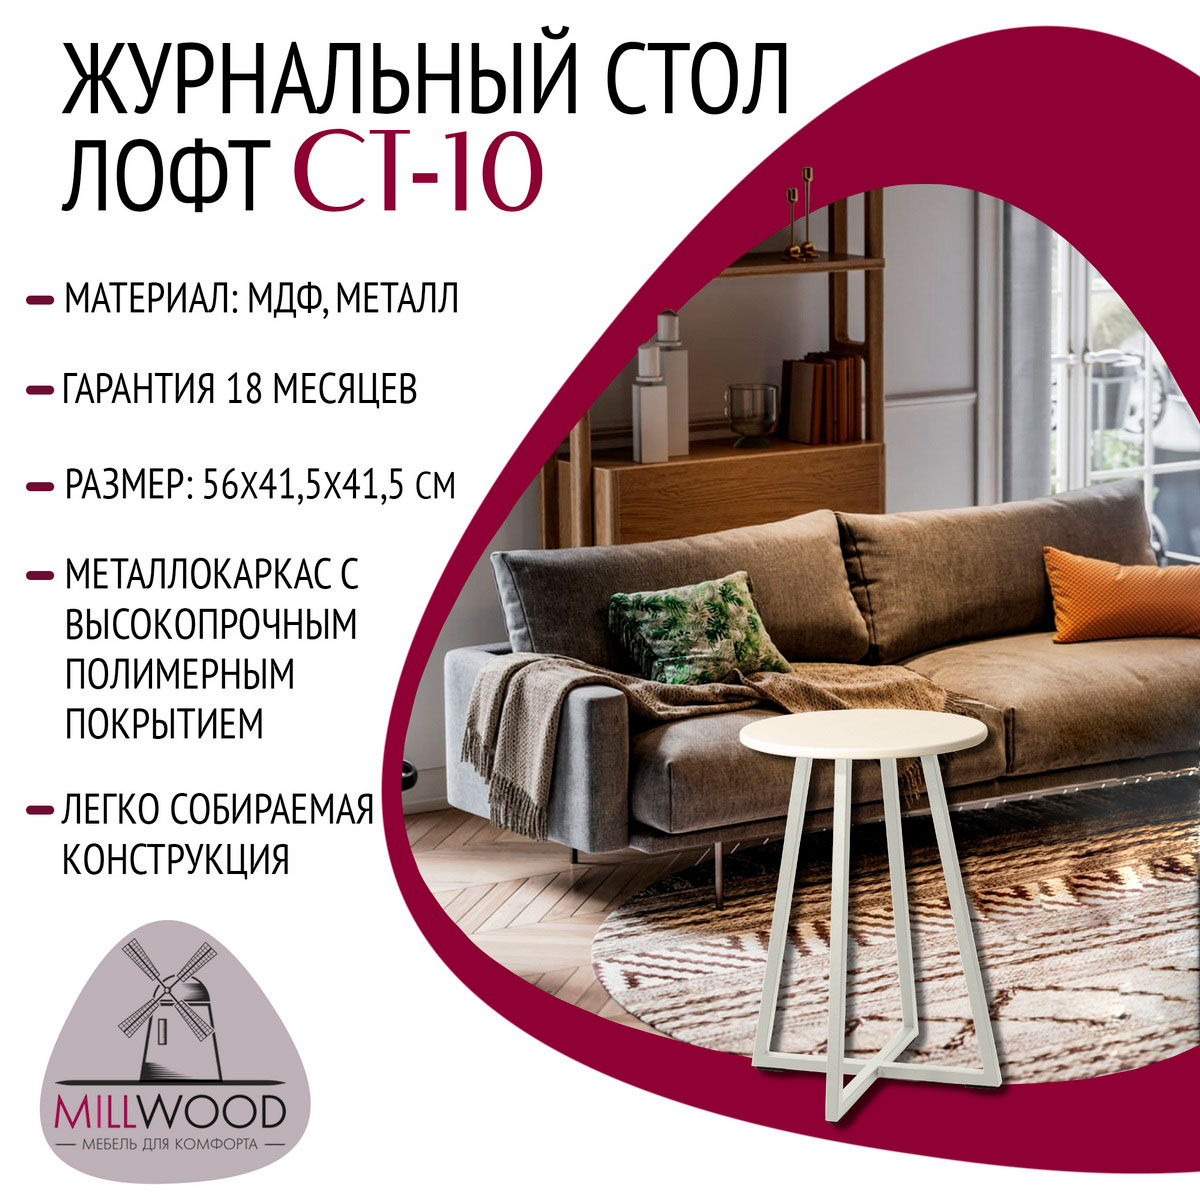 ЖУРНАЛЬНЫЙ СТОЛ
ЛОФТ СТ-10
МАТЕРИАЛ: МДФ, МЕТАЛЛ
ГАРАНТИЯ 18 МЕСЯЦЕВ
РАЗМЕР: 56Х41,5Х41,5 СМ
МЕТАЛЛОКАРКАС С
ВЫСОКОПРОЧНЫМ
ПОЛИМЕРНЫМ
ПОКРЫТИЕМ
ЛЕГКО СОБИРАЕМАЯ
КОНСТРУКЦИЯ
MILLWOOD
— МЕБЕЛЬ ДЛЯ КОМФОРТА —